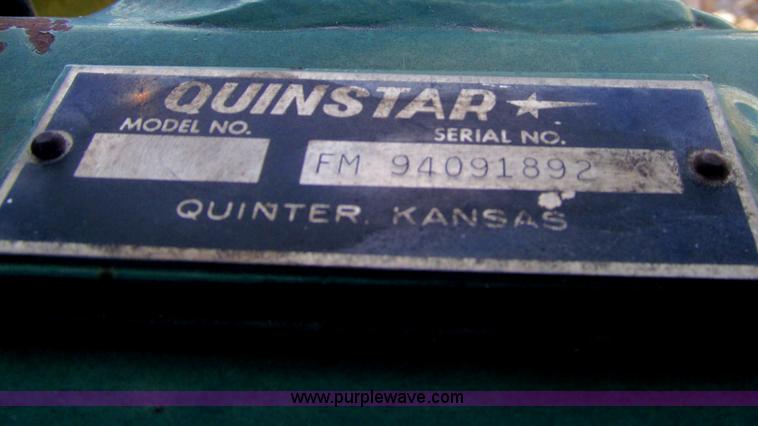 QUINSTAR
MODEL NO. SERIAL NO.
FM 94091892
QUINTER, KANSAS
www.purplewave.com